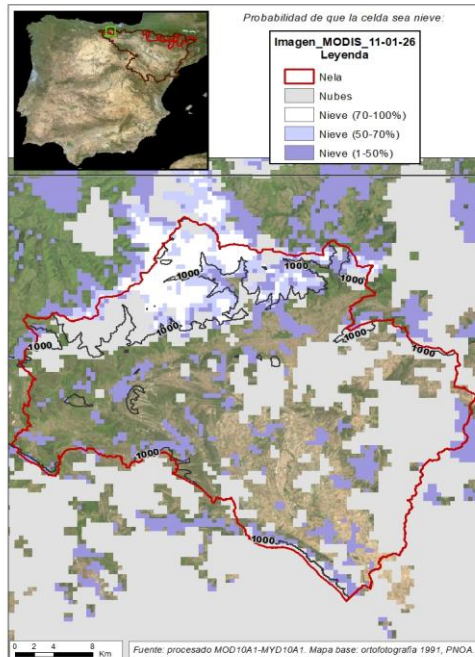 Probabilidad de que la celda sea nieve:
Imagen_MODIS_11-01-26
Leyenda
Nela
Nubes
Nieve (70-100%)
Nieve (50-70%)
Nieve (1-50%)
1000
1000
1000
1000
1000
1000
1000
1000
0 2 4 8
Km
Fuente: procesado MOD10A1-MYD10A1. Mapa base: ortofotografía 1991, PNOA